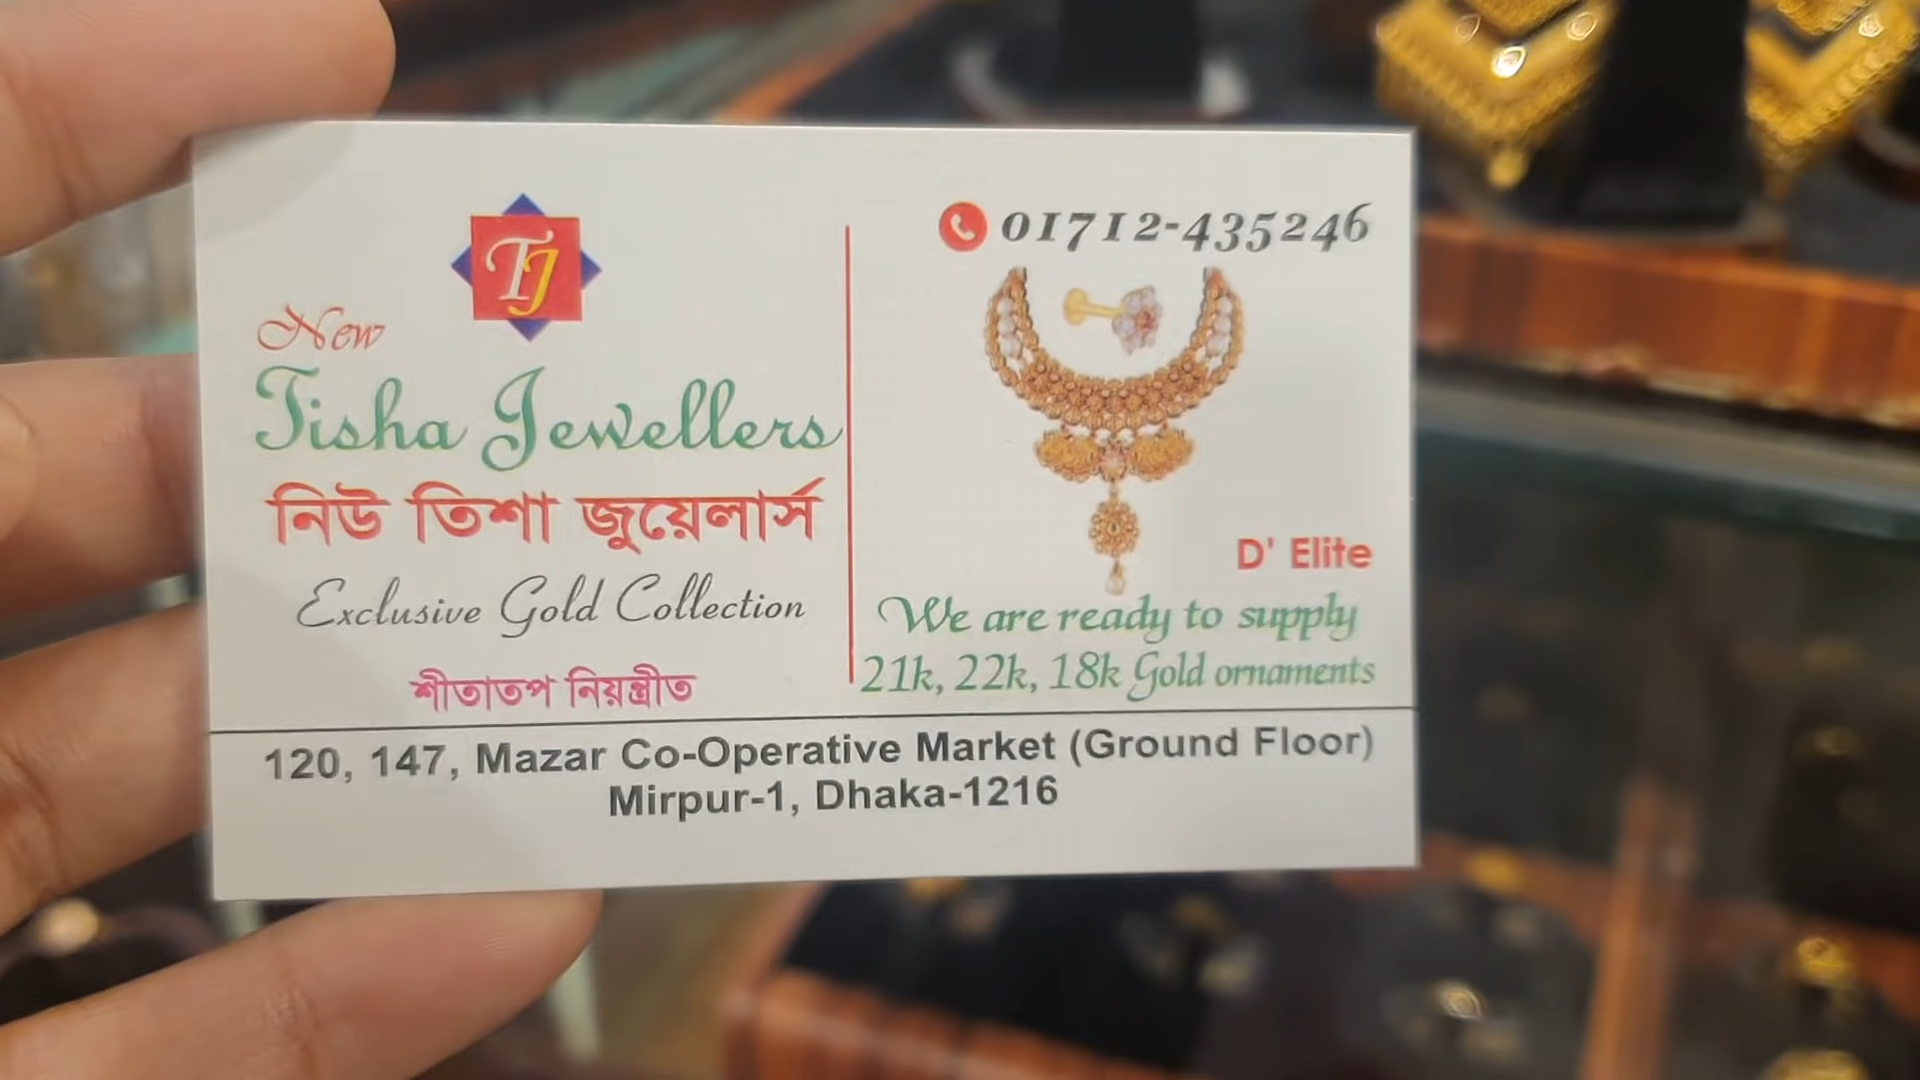 TJ
New
Tisha Jewellers
নিউ তিশা জুয়েলার্স
Exclusive Gold Collection
শীতাতপ নিয়ন্ত্রীত
01712-435246
D' Elite
We are ready to supply
21k, 22k, 18k Gold ornaments
120, 147, Mazar Co-Operative Market (Ground Floor)
Mirpur-1, Dhaka-1216